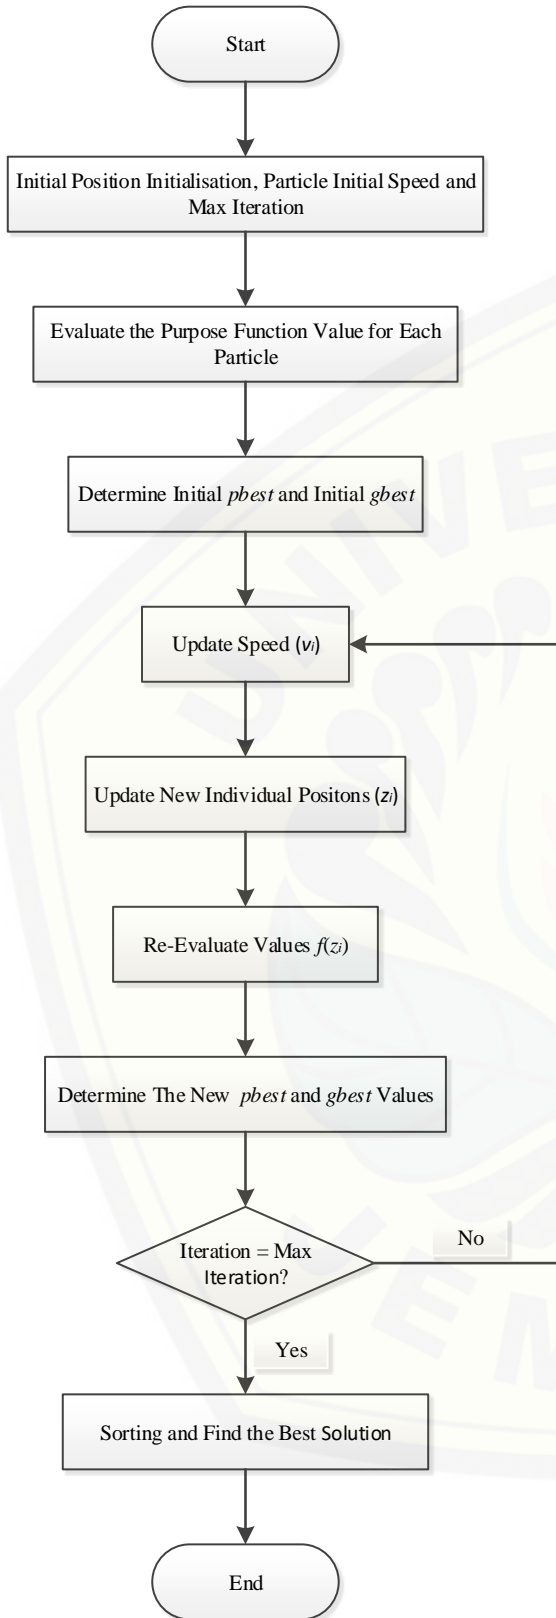 Start
Initial Position Initialisation, Particle Initial Speed and
Max Iteration
Evaluate the Purpose Function Value for Each
Particle
Determine Initial pbest and Initial gbest
Update Speed (vi)
Update New Individual Positons (zi)
Re-Evaluate Values f(zi)
Determine The New pbest and gbest Values
Iteration = Max
Iteration?
No
Yes
Sorting and Find the Best Solution
End